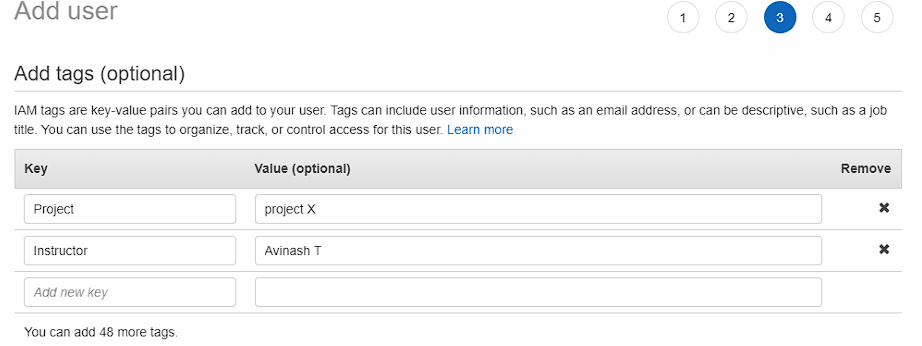 Add user
1 2 3 4 5
Add tags (optional)
IAM tags are key-value pairs you can add to your user. Tags can include user information, such as an email address, or can be descriptive, such as a job
title. You can use the tags to organize, track, or control access for this user. Learn more
Key Value (optional) Remove
Project project X
Instructor Avinash T
Add new key
You can add 48 more tags.